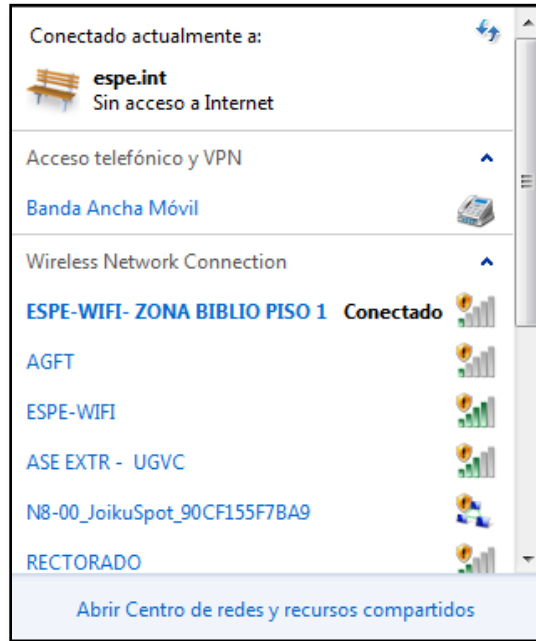 Conectado actualmente a:
espe.int
Sin acceso a Internet
Acceso telefónico y VPN
Banda Ancha Móvil
Wireless Network Connection
ESPE-WIFI- ZONA BIBLIO PISO 1 Conectado
AGFT
ESPE-WIFI
ASE EXTR - UGVC
N8-00_JoikuSpot_90CF155F7BA9
RECTORADO
Abrir Centro de redes y recursos compartidos